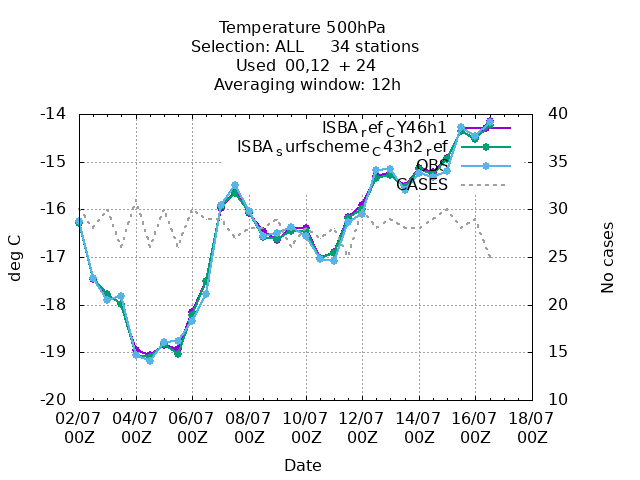 Temperature 500hPa
Selection: ALL 34 stations
Used 00,12 + 24
Averaging window: 12h
-14 40
ISBA_ref_CY46h1
ISBA_surfscheme_C43h2_ref
-15 35
OBS
CASES
-16 30
deg C
No cases
-17 25
-18 20
-19 15
-20 10
02/07 04/07 06/07 08/07 10/07 12/07 14/07 16/07 18/07
00Z 00Z 00Z 00Z 00Z 00Z 00Z 00Z 00Z
Date